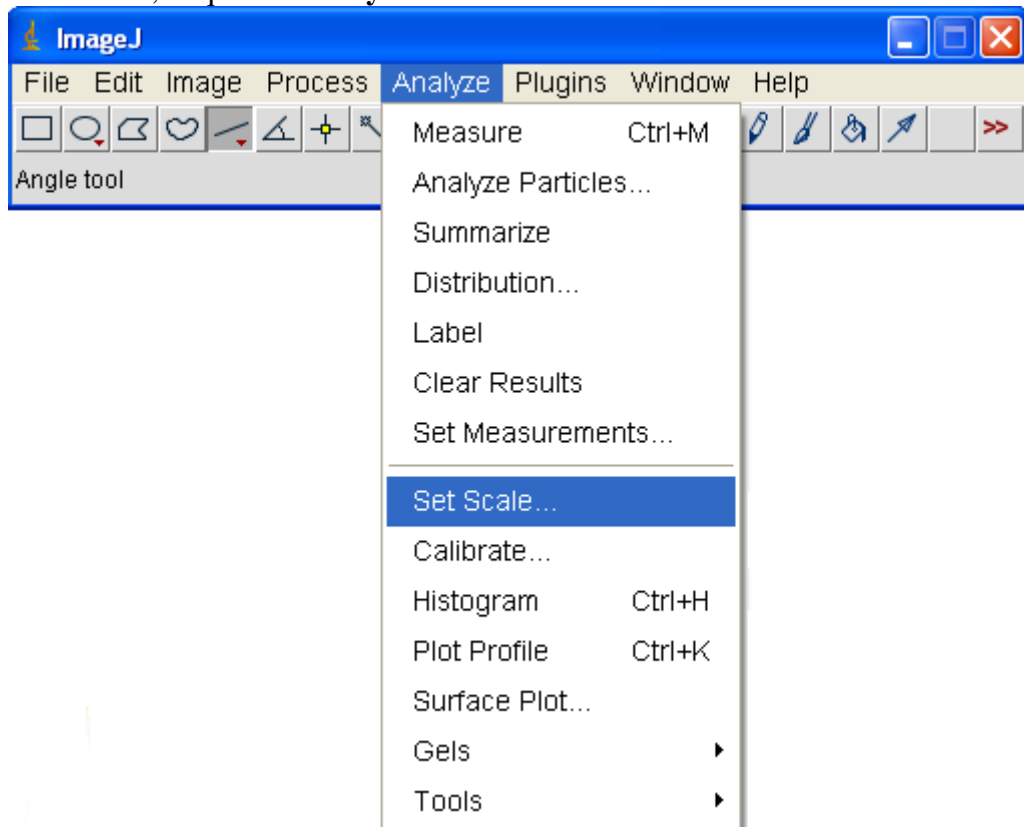 ImageJ
File Edit Image Process Analyze Plugins Window Help
>>
Angle tool
Measure Ctrl+M
Analyze Particles...
Summarize
Distribution...
Label
Clear Results
Set Measurements...
Set Scale...
Calibrate...
Histogram Ctrl+H
Plot Profile Ctrl+K
Surface Plot...
Gels
Tools